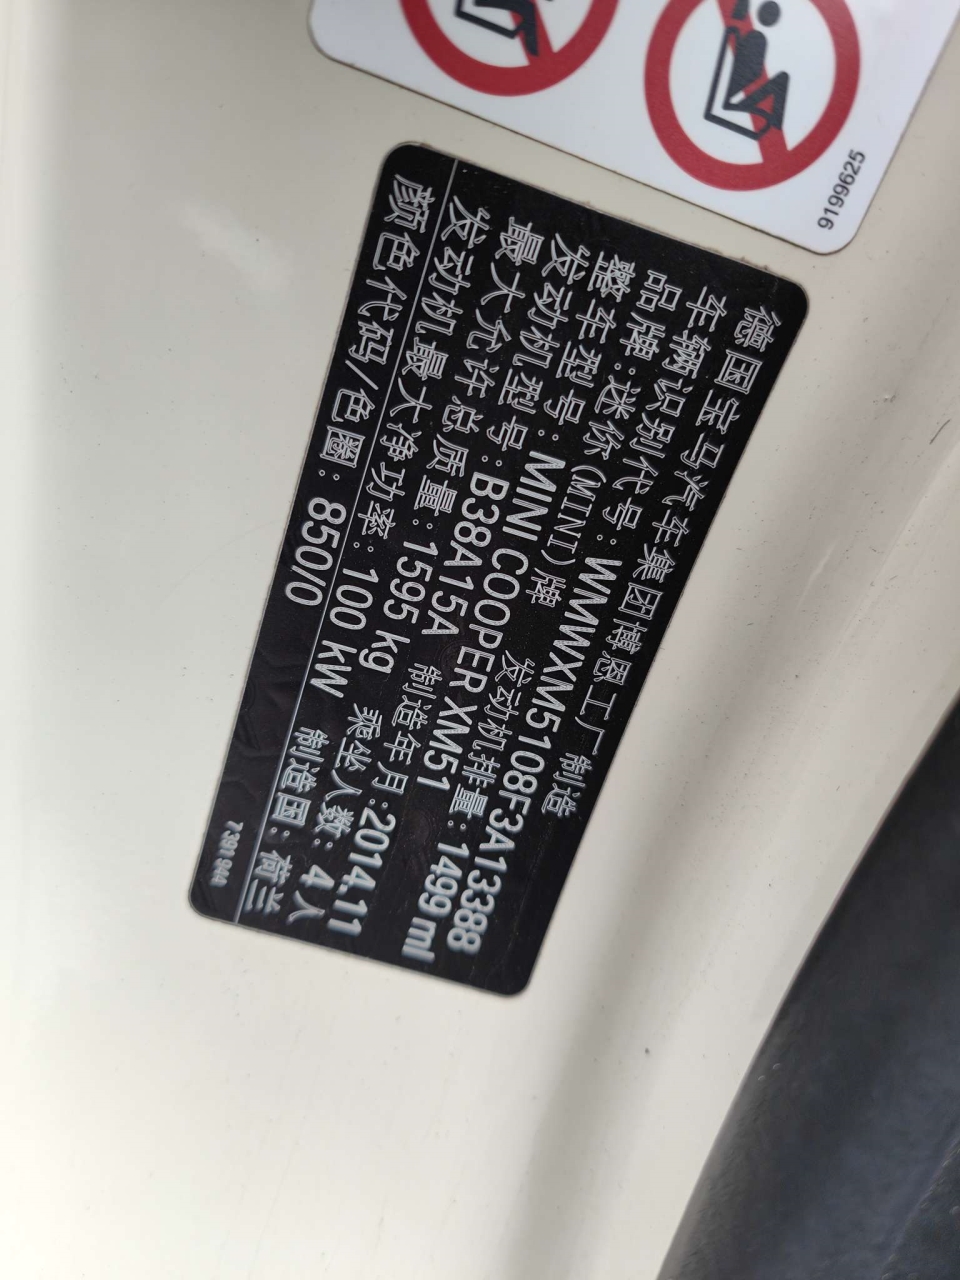 9199625
德国宝马汽车集团博恩工厂制造
车辆识别代号: WMWXM5108F3A13388
品牌:迷你(MINI)牌 发动机排量: 1499 ml
整车型号: MINI COOPER XM51
发动机型号: B38A15A 制造年月:2014.11
最大允许总质量: 1595 kg 乘坐人数: 4人
发动机最大净功率: 100 kW 制造国: 荷兰
颜色代码/色圈: 850/0